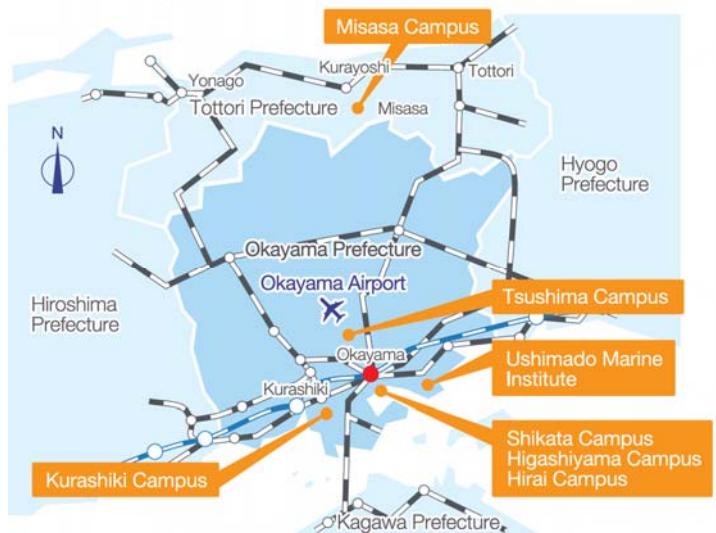 Misasa Campus
Kurayoshi
Tottori
Yonago
Tottori Prefecture
Misasa
N
Hyogo
Prefecture
Okayama Prefecture
Okayama Airport
Tsushima Campus
Hiroshima
Prefecture
Okayama
Ushimado Marine
Institute
Kurashiki
Shikata Campus
Higashiyama Campus
Hirai Campus
Kurashiki Campus
Kagawa Prefecture